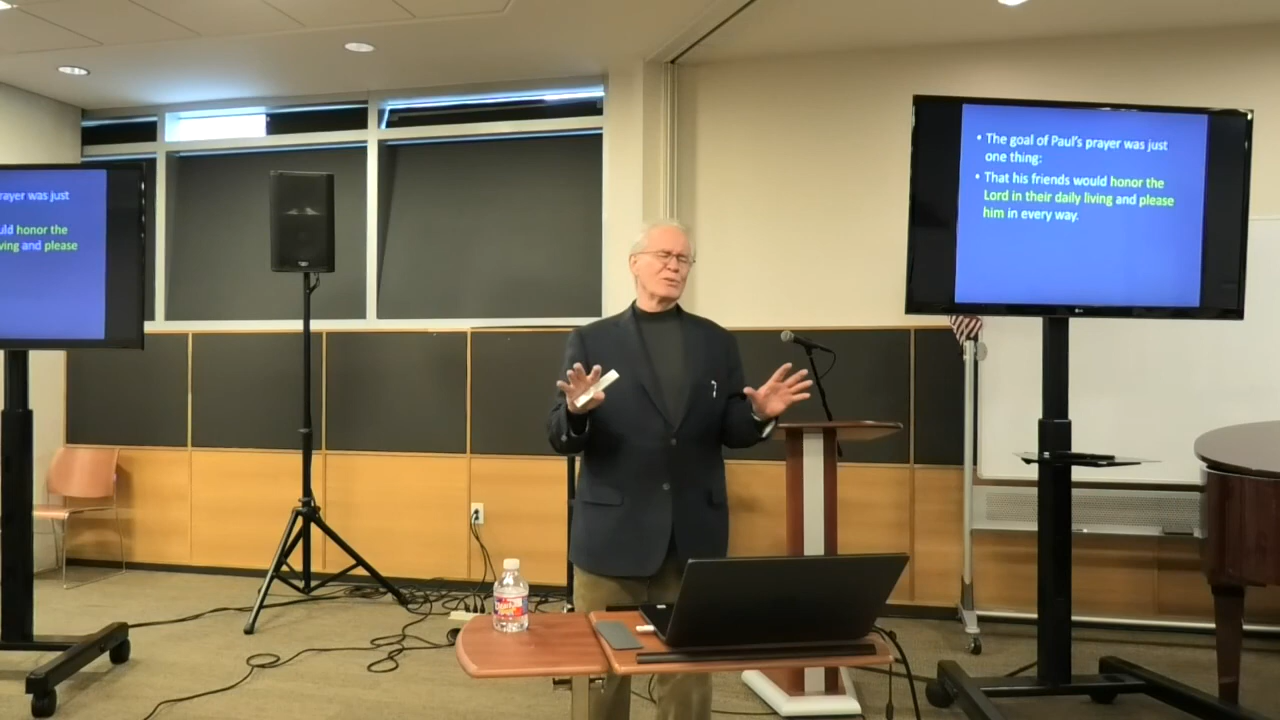 rayer was just
uld honor the
ving and please
• The goal of Paul's prayer was just
one thing:
• That his friends would honor the
Lord in their daily living and please
him in every way.